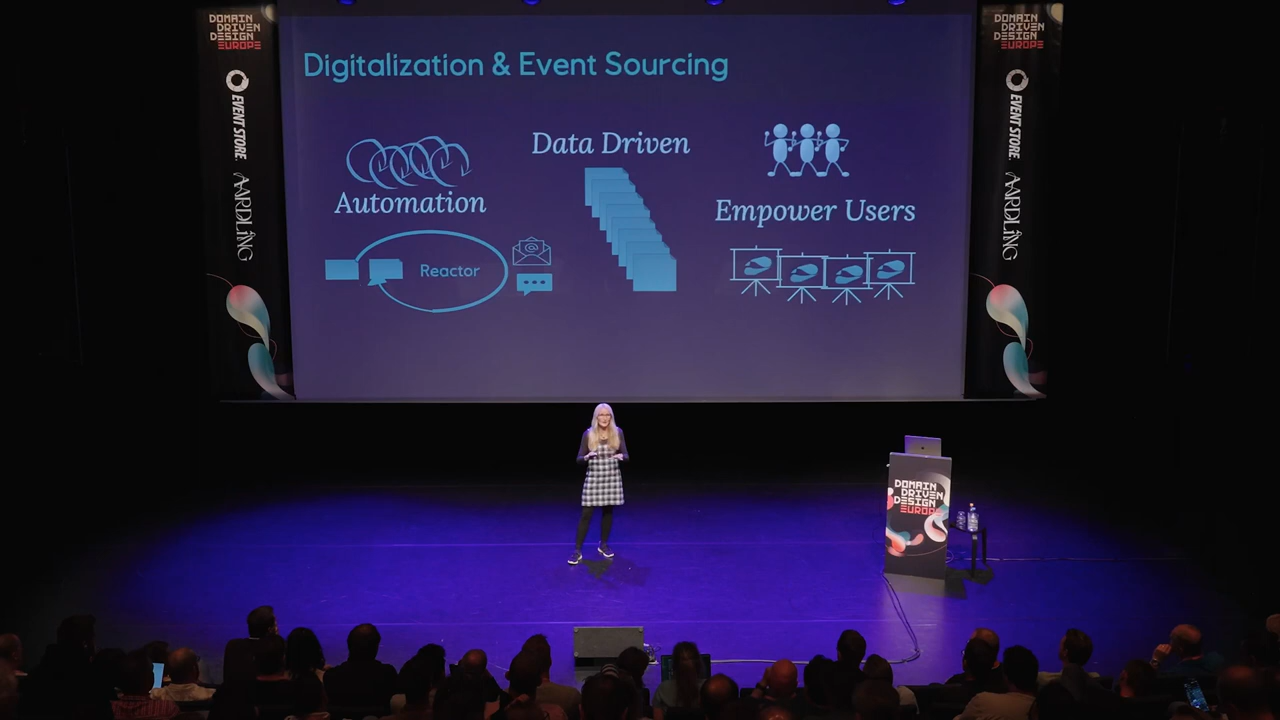 DOMAIN
DRIVEN
DESIGN
EUROPE
EVENT STORE.
AARDLING
Digitalization & Event Sourcing
Automation
Reactor
@
Data Driven
Empower Users
DOMAIN
DRIVEN
DESIGN
EUROPE
EVENT STORE.
AARDLING
DOMAIN
DRIVEN
DESIGN
EUROPE